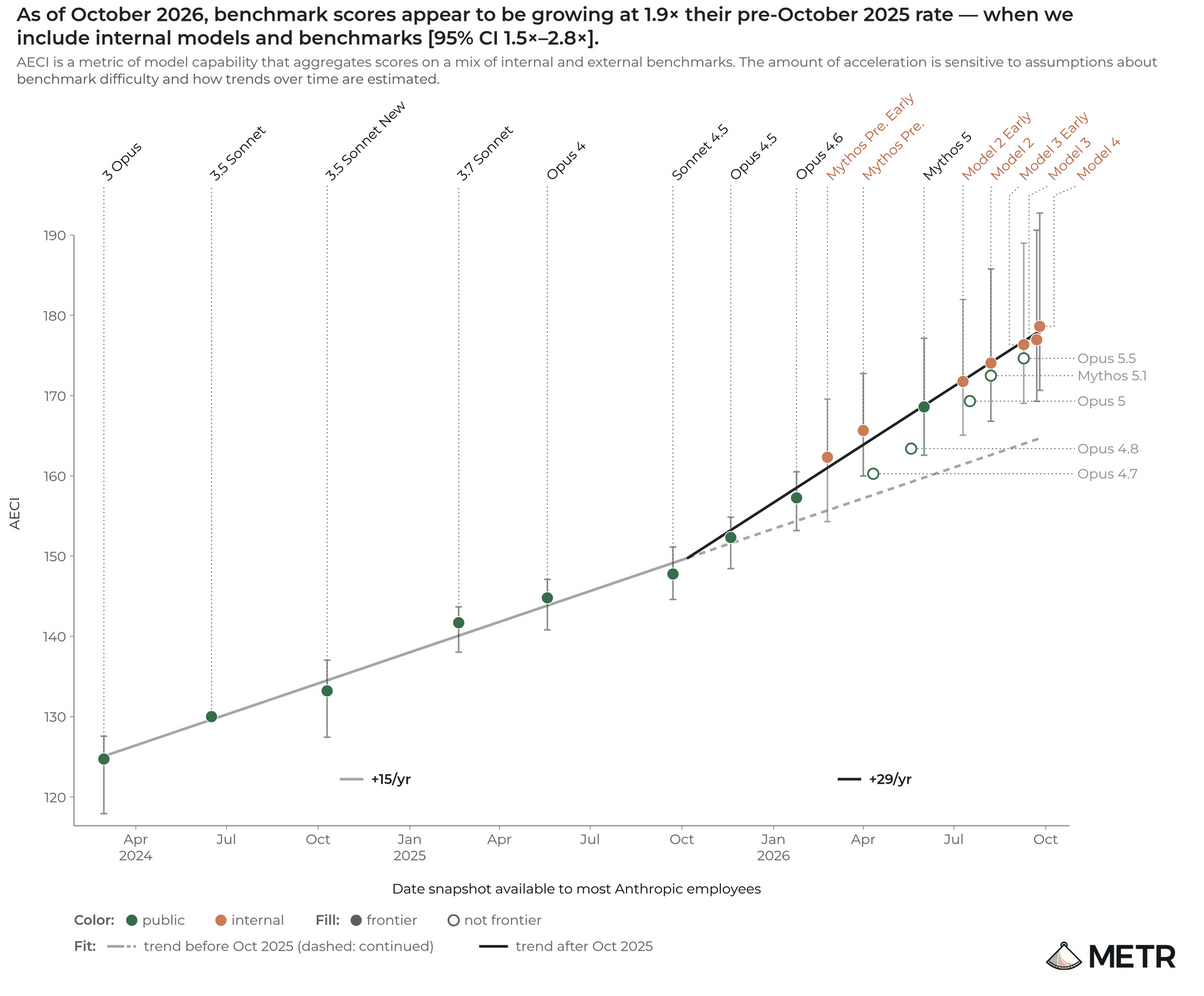 As of October 2026, benchmark scores appear to be growing at 1.9× their pre-October 2025 rate — when we
include internal models and benchmarks [95% CI 1.5×–2.8×].
AECI is a metric of model capability that aggregates scores on a mix of internal and external benchmarks. The amount of acceleration is sensitive to assumptions about
benchmark difficulty and how trends over time are estimated.
3 Opus
3.5 Sonnet
3.5 Sonnet New
3.7 Sonnet
Opus 4
Sonnet 4.5
Opus 4.5
Opus 4.6
Mythos Pre. Early
Mythos Pre.
Mythos 5
Model 2 Early
Model 2
Model 3 Early
Model 3
Model 4
190
180
170
160
150
140
130
120
AECI
Opus 5.5
Mythos 5.1
Opus 5
Opus 4.8
Opus 4.7
+15/yr
+29/yr
Apr
2024
Jul
Oct
Jan
2025
Apr
Jul
Oct
Jan
2026
Apr
Jul
Oct
Date snapshot available to most Anthropic employees
Color: public internal Fill: frontier not frontier
Fit: trend before Oct 2025 (dashed: continued) trend after Oct 2025
METR